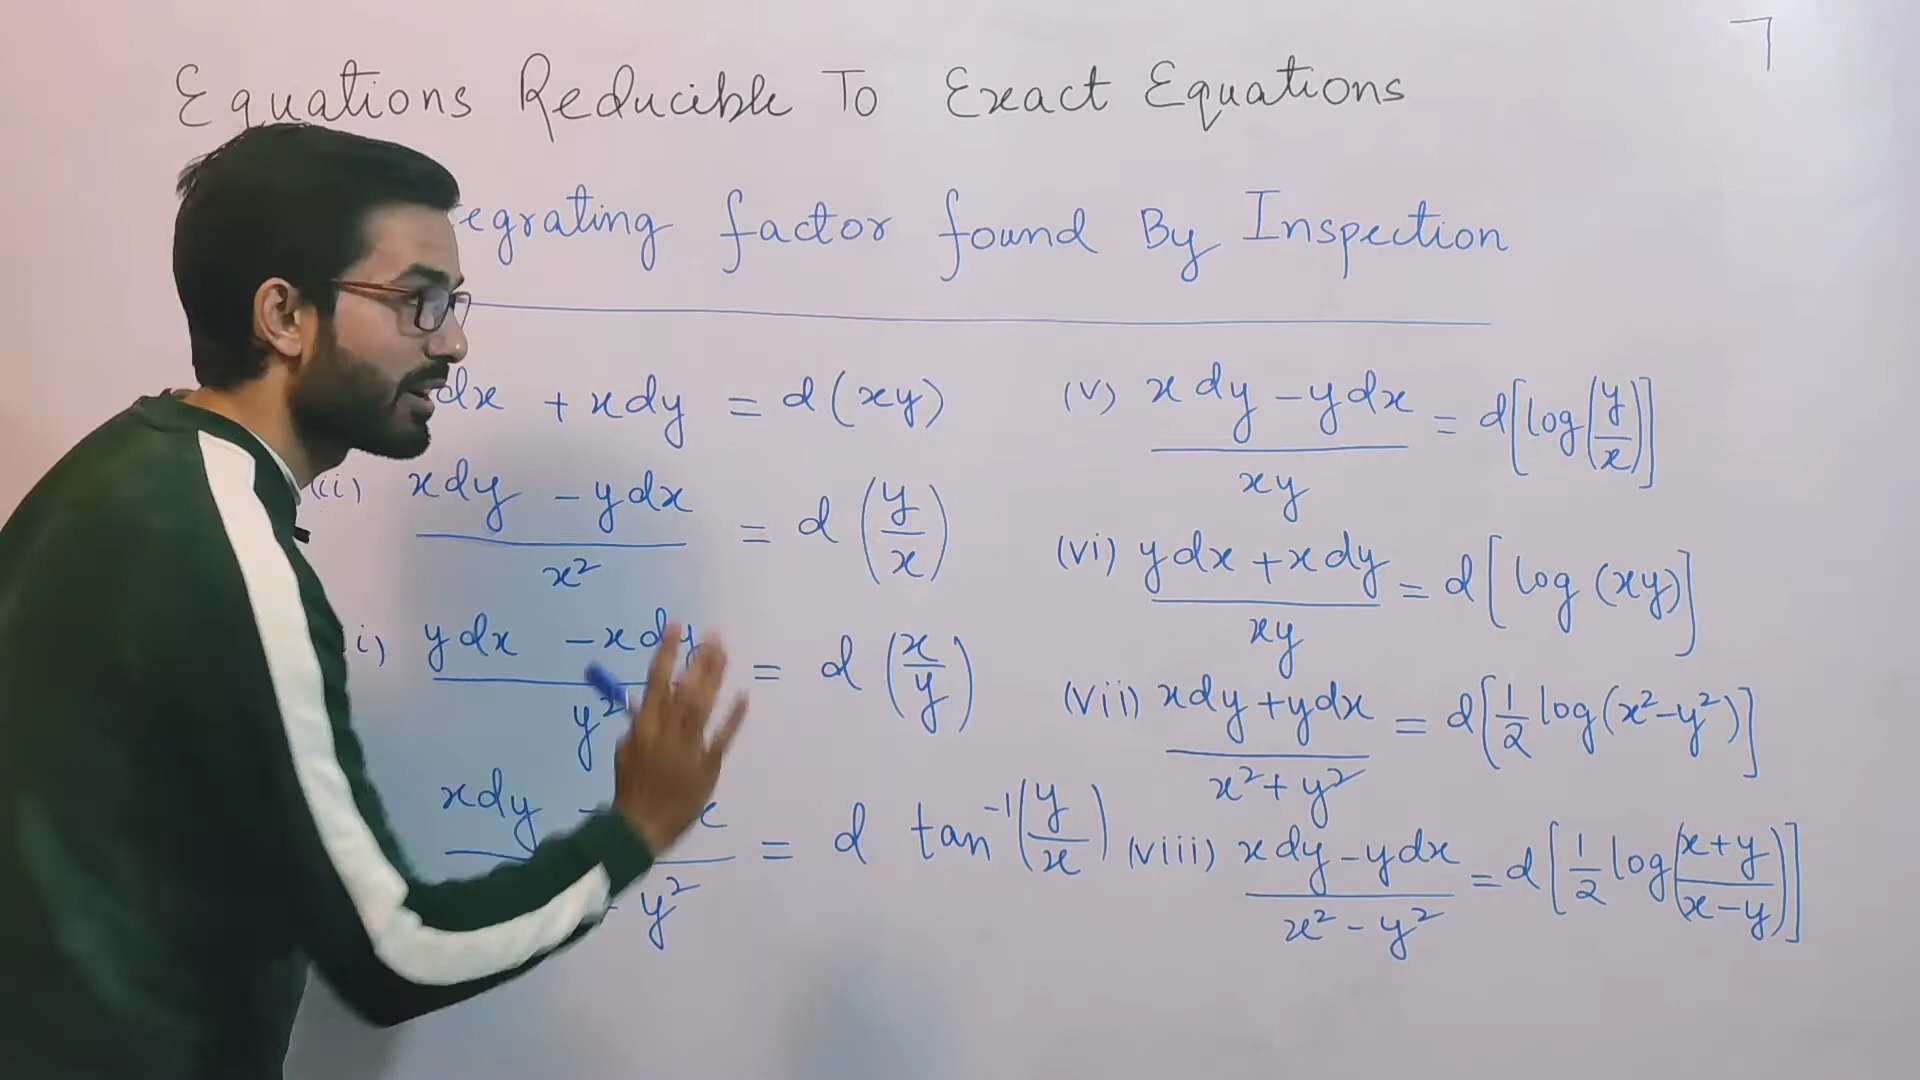 Equations Reducible To Exact Equations
egrating factor found By Inspection
dx + xdy = d(xy)
(ii) xdy - ydx / x² = d(y/x)
i) ydx - xdy / y² = d(x/y)
xdy - / y² = d tan⁻¹(y/x)
(v) xdy - ydx / xy = d[log(y/x)]
(vi) ydx + xdy / xy = d[log (xy)]
(vii) xdy + ydx / x² + y² = d[1/2 log(x² - y²)]
(viii) xdy - ydx / x² - y² = d[1/2 log(x+y / x-y)]